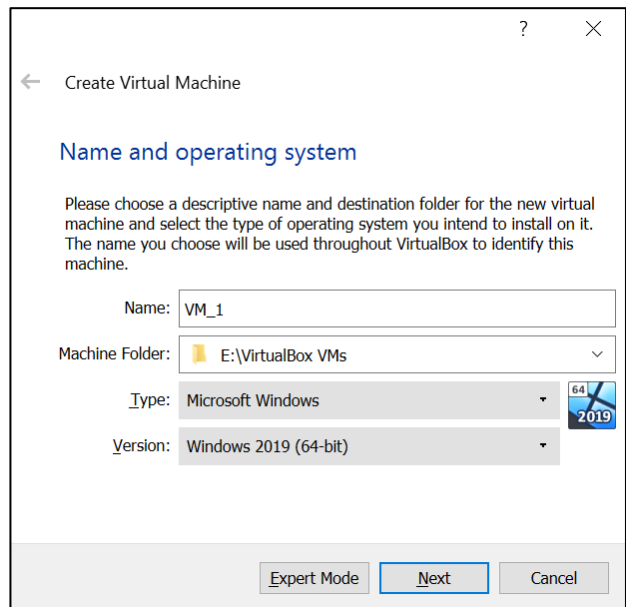 ?
Create Virtual Machine
Name and operating system
Please choose a descriptive name and destination folder for the new virtual
machine and select the type of operating system you intend to install on it.
The name you choose will be used throughout VirtualBox to identify this
machine.
Name: VM_1
Machine Folder: E:\VirtualBox VMs
Type: Microsoft Windows
64
2019
Version: Windows 2019 (64-bit)
Expert Mode Next Cancel